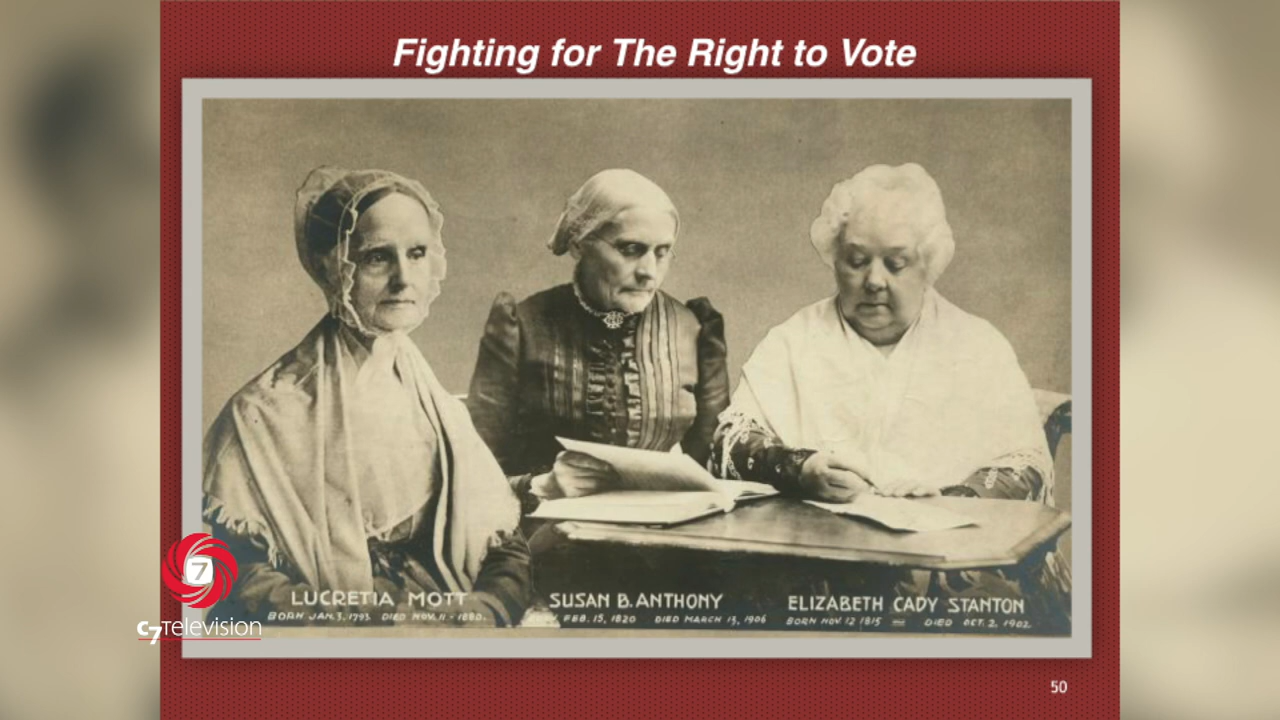 Fighting for The Right to Vote
LUCRETIA MOTT
BORN JAN. 3, 1793 DIED NOV. 11 - 1880.
SUSAN B. ANTHONY
FEB. 15, 1820 DIED MARCH 13, 1906
ELIZABETH CADY STANTON
BORN NOV. 12 1815 — DIED OCT. 2, 1902
7
C7Television
50